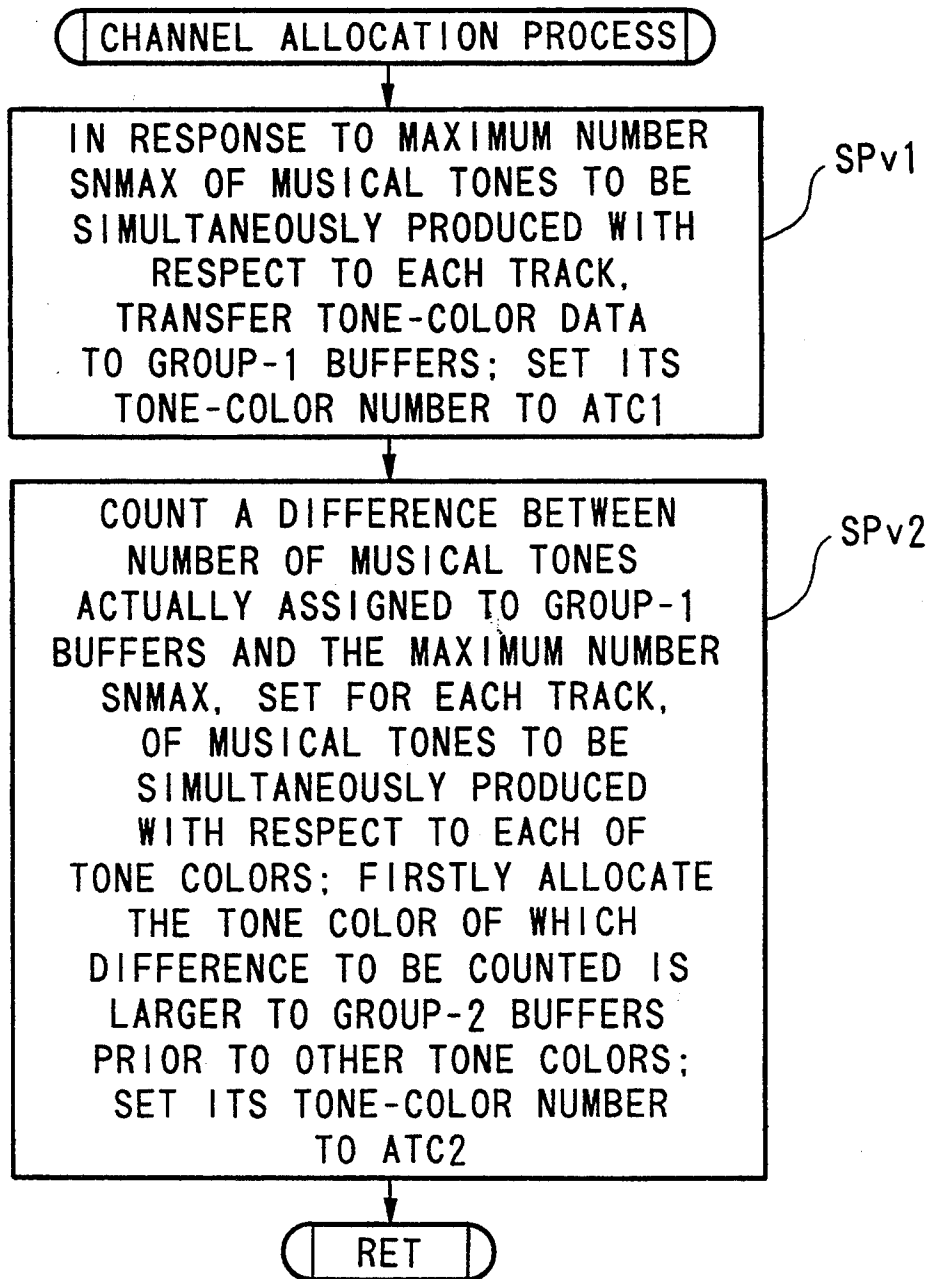 CHANNEL ALLOCATION PROCESS
IN RESPONSE TO MAXIMUM NUMBER
SNMAX OF MUSICAL TONES TO BE
SIMULTANEOUSLY PRODUCED WITH
RESPECT TO EACH TRACK,
TRANSFER TONE-COLOR DATA
TO GROUP-1 BUFFERS; SET ITS
TONE-COLOR NUMBER TO ATC1
SPv1
COUNT A DIFFERENCE BETWEEN
NUMBER OF MUSICAL TONES
ACTUALLY ASSIGNED TO GROUP-1
BUFFERS AND THE MAXIMUM NUMBER
SNMAX, SET FOR EACH TRACK,
OF MUSICAL TONES TO BE
SIMULTANEOUSLY PRODUCED
WITH RESPECT TO EACH OF
TONE COLORS; FIRSTLY ALLOCATE
THE TONE COLOR OF WHICH
DIFFERENCE TO BE COUNTED IS
LARGER TO GROUP-2 BUFFERS
PRIOR TO OTHER TONE COLORS;
SET ITS TONE-COLOR NUMBER
TO ATC2
SPv2
RET